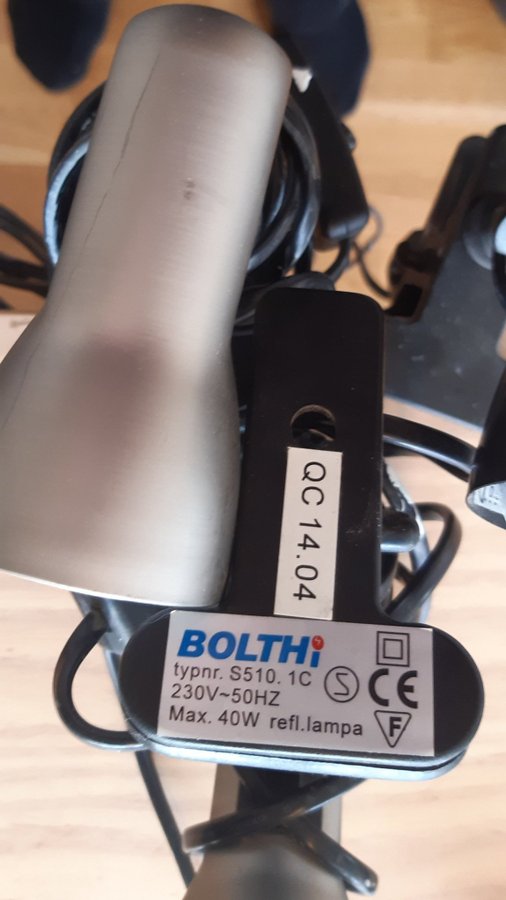 QC 14.04
BOLTHi
typnr. S510. 1C
230V~50HZ
Max. 40W refl.lampa
S
CE
F